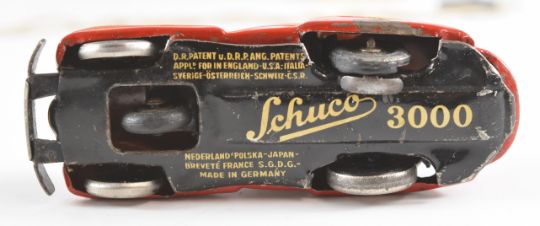 D.R.PATENT u. D.R.P. ANG. PATENTS
APPL. FOR IN ENGLAND-U.S.A.-ITALIA-
SVERIGE-ÖSTERREICH-SCHWEIZ-Č.S.R.
Schuco 3000
NEDERLAND-POLSKA-JAPAN-
BREVETÉ FRANCE S.G.D.G.-
MADE IN GERMANY